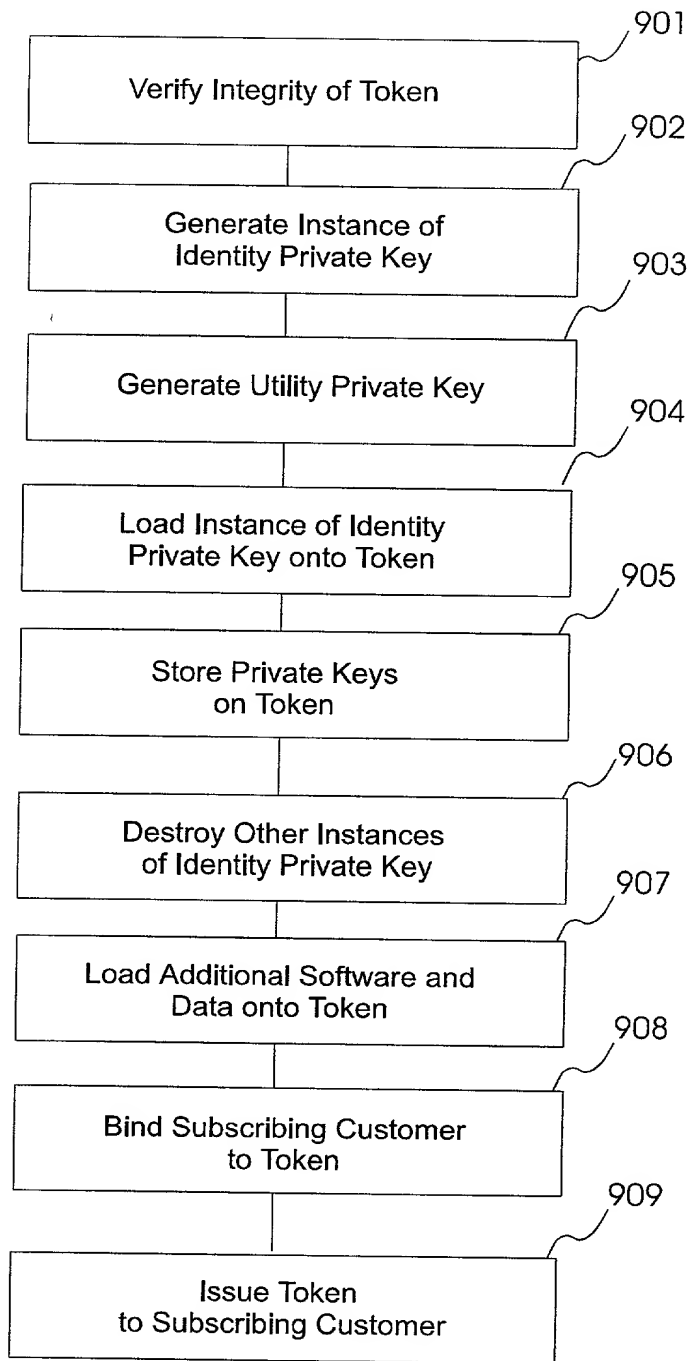 901
Verify Integrity of Token
902
Generate Instance of
Identity Private Key
903
Generate Utility Private Key
904
Load Instance of Identity
Private Key onto Token
905
Store Private Keys
on Token
906
Destroy Other Instances
of Identity Private Key
907
Load Additional Software and
Data onto Token
908
Bind Subscribing Customer
to Token
909
Issue Token
to Subscribing Customer